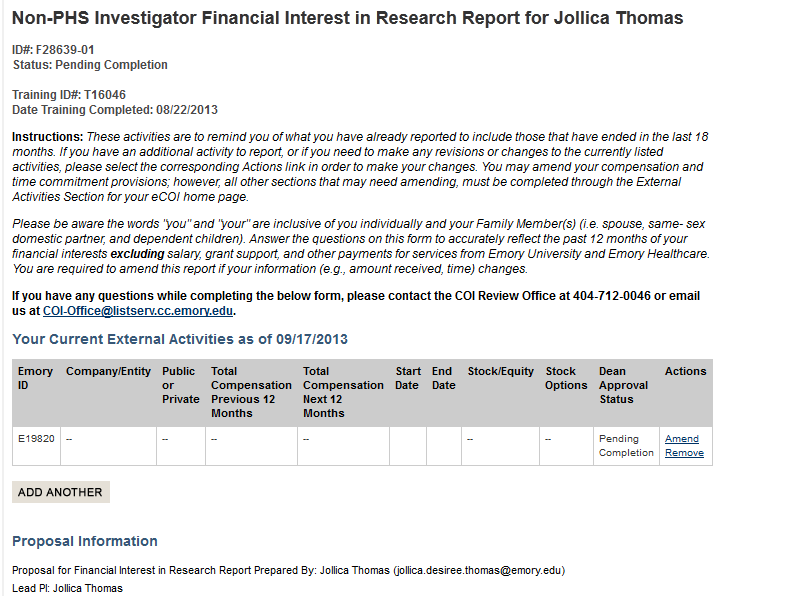 Non-PHS Investigator Financial Interest in Research Report for Jollica Thomas
ID#: F28639-01
Status: Pending Completion
Training ID#: T16046
Date Training Completed: 08/22/2013
Instructions: These activities are to remind you of what you have already reported to include those that have ended in the last 18
months. If you have an additional activity to report, or if you need to make any revisions or changes to the currently listed
activities, please select the corresponding Actions link in order to make your changes. You may amend your compensation and
time commitment provisions; however, all other sections that may need amending, must be completed through the External
Activities Section for your eCOI home page.
Please be aware the words "you" and "your" are inclusive of you individually and your Family Member(s) (i.e. spouse, same- sex
domestic partner, and dependent children). Answer the questions on this form to accurately reflect the past 12 months of your
financial interests excluding salary, grant support, and other payments for services from Emory University and Emory Healthcare.
You are required to amend this report if your information (e.g., amount received, time) changes.
If you have any questions while completing the below form, please contact the COI Review Office at 404-712-0046 or email
us at COI-Office@listserv.cc.emory.edu.
Your Current External Activities as of 09/17/2013
Emory Company/Entity Public Total Total Start End Stock/Equity Stock Dean Actions
ID or Compensation Compensation Date Date Options Approval
Private Previous 12 Next 12 Status
Months Months
E19820 -- -- -- -- -- -- Pending Amend
Completion Remove
ADD ANOTHER
Proposal Information
Proposal for Financial Interest in Research Report Prepared By: Jollica Thomas (jollica.desiree.thomas@emory.edu)
Lead PI: Jollica Thomas